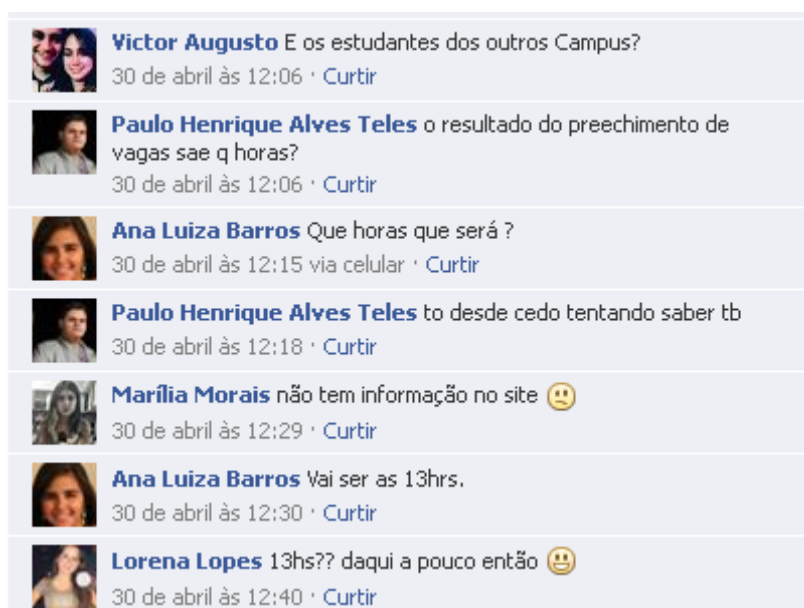 Victor Augusto E os estudantes dos outros Campus?
30 de abril às 12:06 · Curtir
Paulo Henrique Alves Teles o resultado do preechimento de
vagas sae q horas?
30 de abril às 12:06 · Curtir
Ana Luiza Barros Que horas que será ?
30 de abril às 12:15 via celular · Curtir
Paulo Henrique Alves Teles to desde cedo tentando saber tb
30 de abril às 12:18 · Curtir
Marília Morais não tem informação no site
30 de abril às 12:29 · Curtir
Ana Luiza Barros Vai ser as 13hrs.
30 de abril às 12:30 · Curtir
Lorena Lopes 13hs?? daqui a pouco então
30 de abril às 12:40 · Curtir